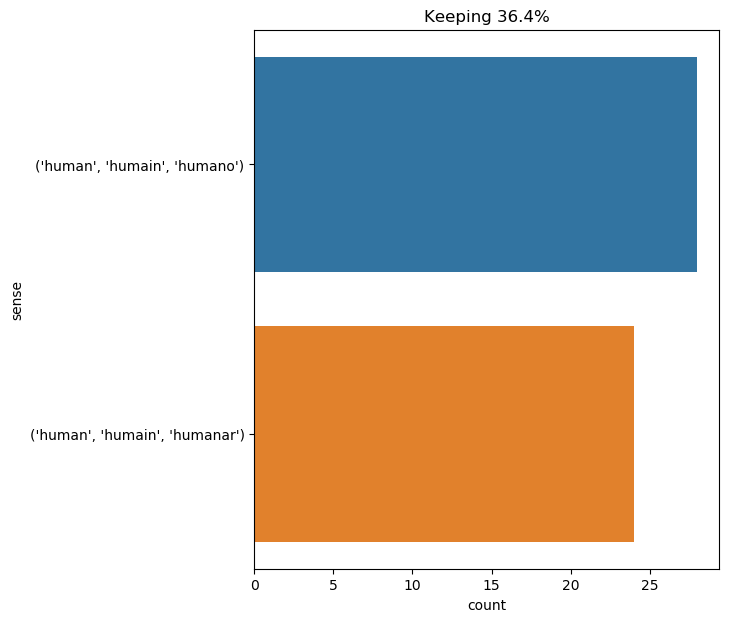 Keeping 36.4%
('human', 'humain', 'humano')
('human', 'humain', 'humanar')
sense
0 5 10 15 20 25
count